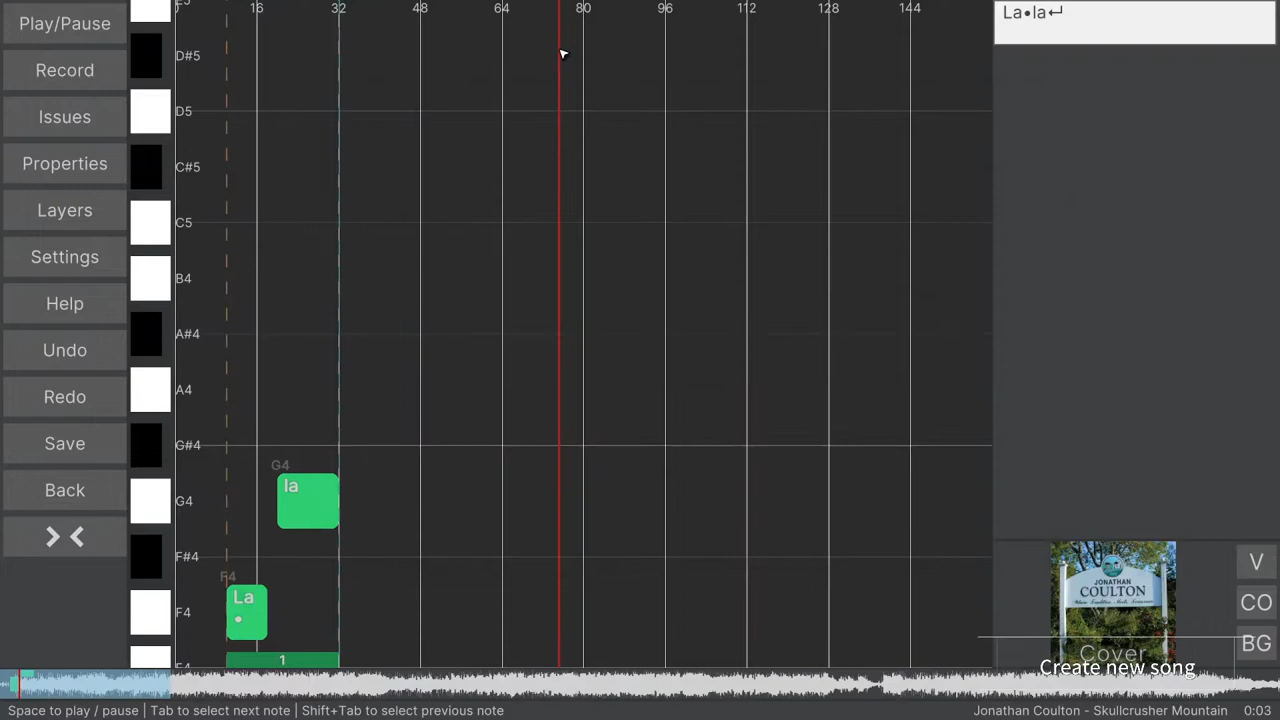 Play/Pause
Record
Issues
Properties
Layers
Settings
Help
Undo
Redo
Save
Back
16 32 48 64 80 96 112 128 144
D#5
D5
C#5
C5
B4
A#4
A4
G#4
G4
F#4
F4
G4
la
F4
La
•
1
La•la↵
JONATHAN
COULTON
Cover
V
CO
BG
Create new song
Space to play / pause | Tab to select next note | Shift+Tab to select previous note
Jonathan Coulton - Skullcrusher Mountain 0:03